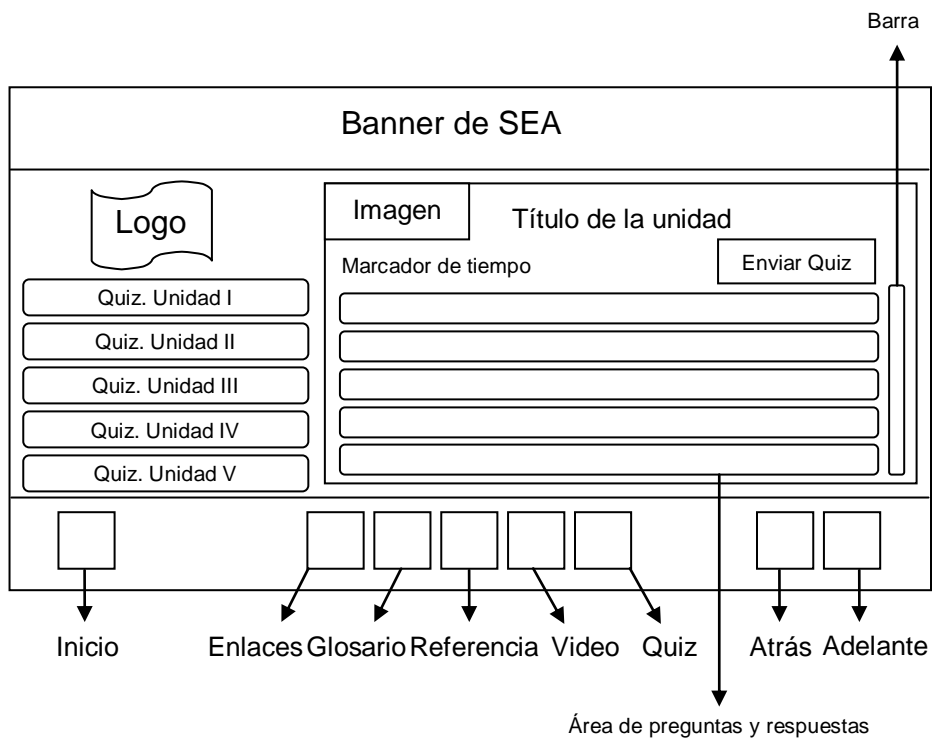 Barra
Banner de SEA
Logo
Imagen
Título de la unidad
Marcador de tiempo
Enviar Quiz
Quiz. Unidad I
Quiz. Unidad II
Quiz. Unidad III
Quiz. Unidad IV
Quiz. Unidad V
Inicio
Enlaces
Glosario
Referencia
Video
Quiz
Atrás
Adelante
Área de preguntas y respuestas